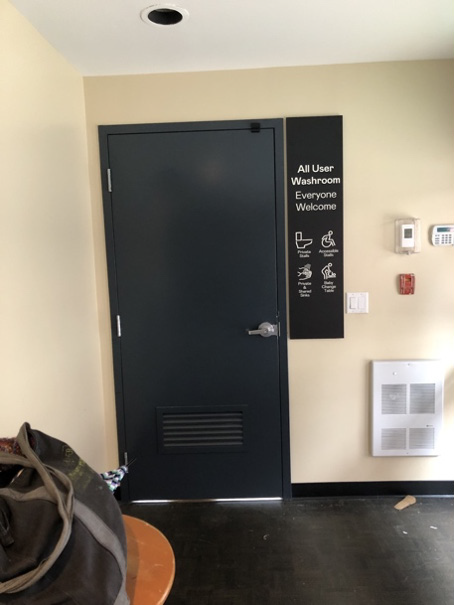 All User
Washroom
Everyone
Welcome
Private
Stalls
Accessible
Stalls
Private
&
Shared
Sinks
Baby
Change
Table